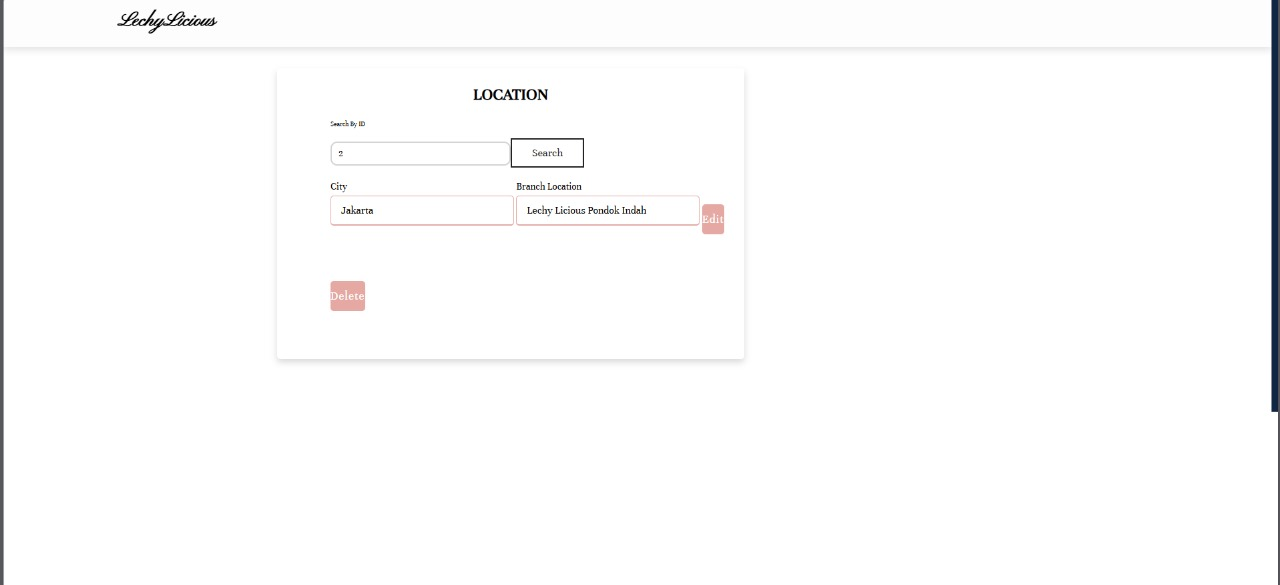 LechyLicious
LOCATION
Search By ID
2 Search
City Branch Location
Jakarta Lechy Licious Pondok Indah Edit
Delete